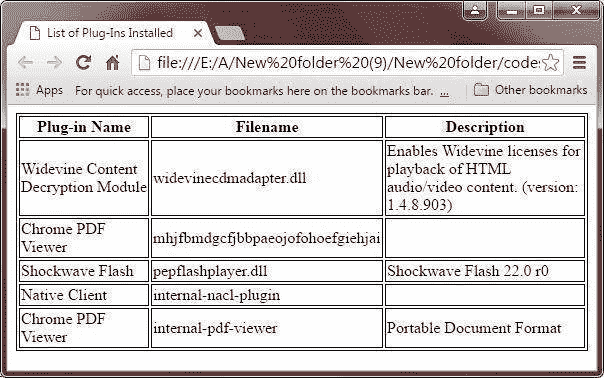 List of Plug-Ins Installed
file:///E:/A/New%20folder%20(9)/New%20folder/code
Apps For quick access, place your bookmarks here on the bookmarks bar. ... Other bookmarks
Plug-in Name Filename Description
Widevine Content
Decryption Module
widevinecdmadapter.dll
Enables Widevine licenses for
playback of HTML
audio/video content. (version:
1.4.8.903)
Chrome PDF
Viewer
mhjfbmdgcfjbbpaeojofohoefgiehjai
Shockwave Flash pepflashplayer.dll Shockwave Flash 22.0 r0
Native Client internal-nacl-plugin
Chrome PDF
Viewer
internal-pdf-viewer
Portable Document Format